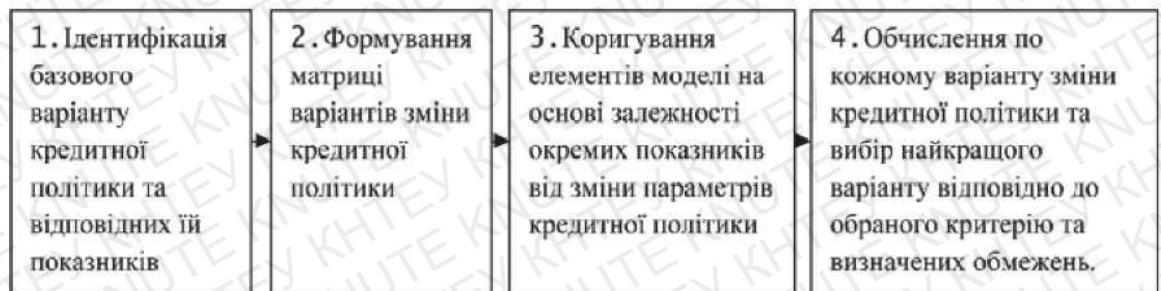 1. Ідентифікація
базового
варіанту
кредитної
політики та
відповідних їй
показників
2. Формування
матриці
варіантів зміни
кредитної
політики
3. Коригування
елементів моделі на
основі залежності
окремих показників
від зміни параметрів
кредитної політики
4. Обчислення по
кожному варіанту зміни
кредитної політики та
вибір найкращого
варіанту відповідно до
обраного критерію та
визначених обмежень.